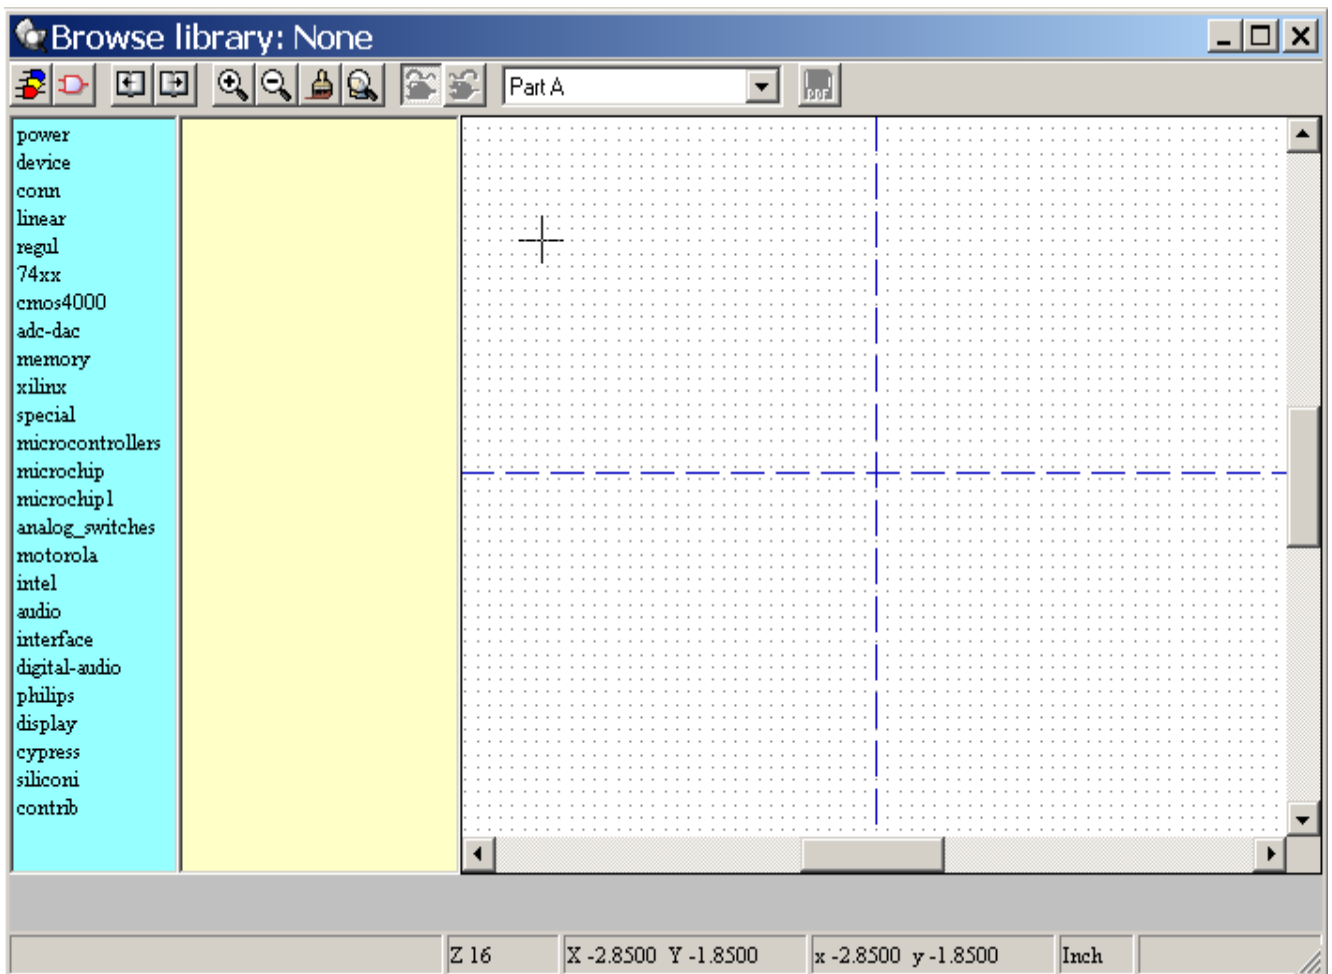 Browse library: None
Part A
PDF
power
device
conn
linear
regul
74xx
cmos4000
adc-dac
memory
xilinx
special
microcontrollers
microchip
microchip1
analog_switches
motorola
intel
audio
interface
digital-audio
philips
display
cypress
siliconi
contrib
Z 16
X -2.8500 Y -1.8500
x -2.8500 y -1.8500
Inch